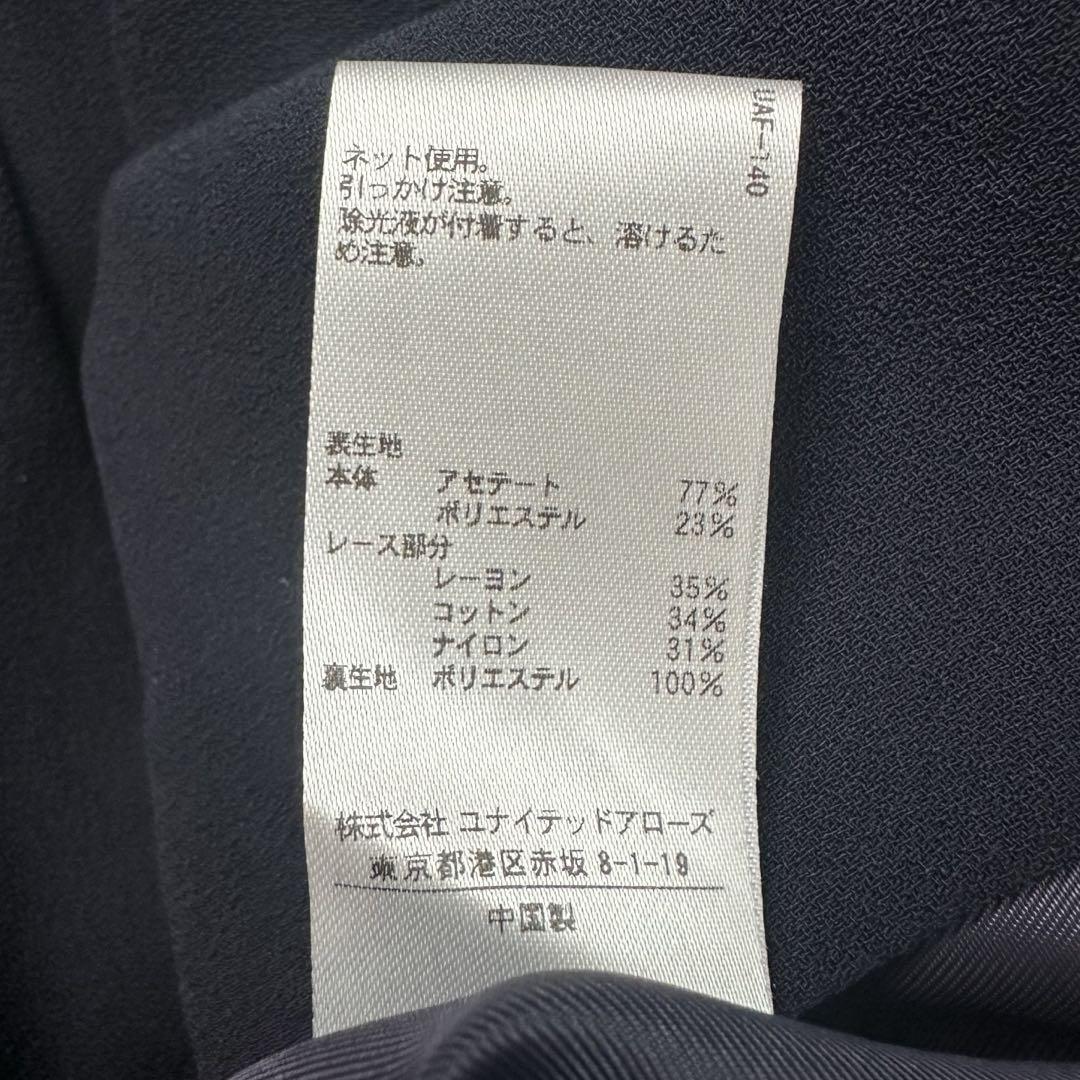 UAF-140
ネット使用。
引っかけ注意。
除光液が付着すると、溶けるた
め注意。
表生地
本体 アセテート 77%
ポリエステル 23%
レース部分
レーヨン 35%
コットン 34%
ナイロン 31%
裏生地 ポリエステル 100%
株式会社 ユナイテッドアローズ
東京都港区赤坂 8-1-19
中国製